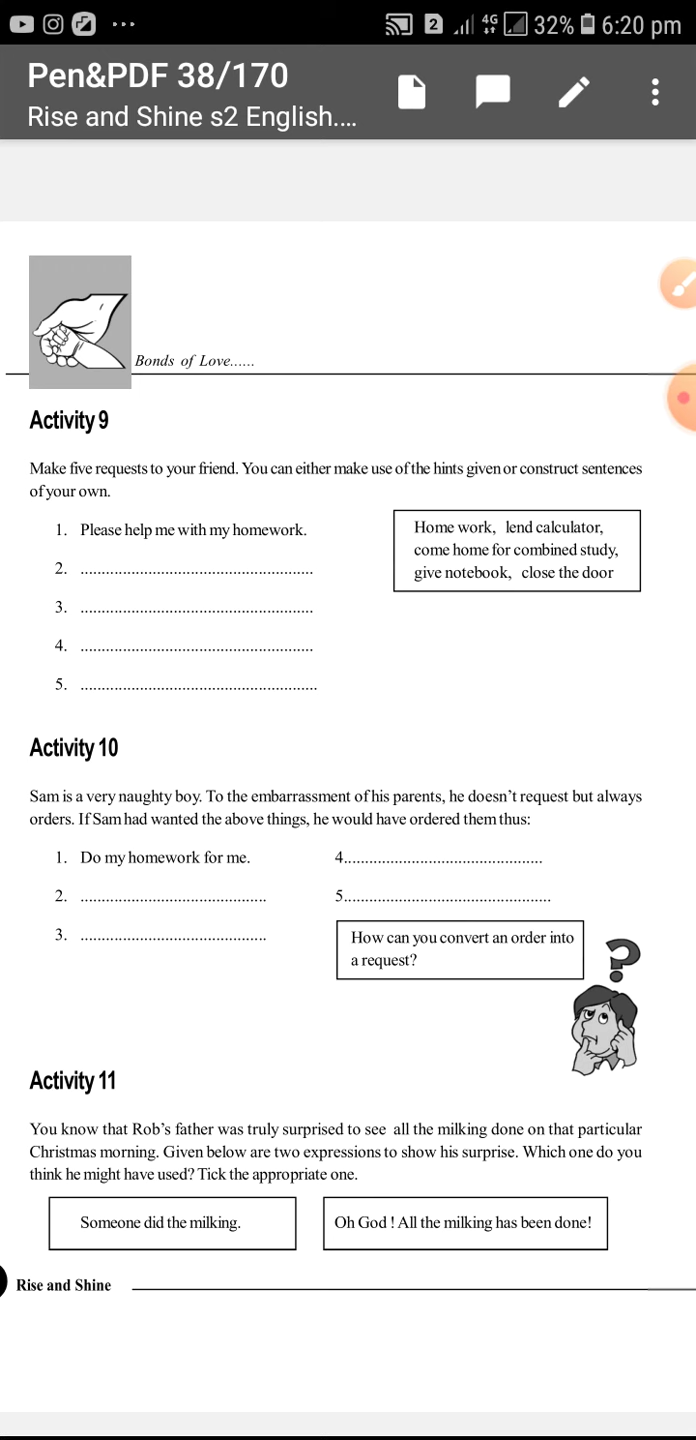 2 4G 32% 6:20 pm
Pen&PDF 38/170
Rise and Shine s2 English....
Bonds of Love......
Activity 9
Make five requests to your friend. You can either make use of the hints given or construct sentences
of your own.
1. Please help me with my homework.
2. .......................................................
3. .......................................................
4. .......................................................
5. ........................................................
Home work, lend calculator,
come home for combined study,
give notebook, close the door
Activity 10
Sam is a very naughty boy. To the embarrassment of his parents, he doesn't request but always
orders. If Sam had wanted the above things, he would have ordered them thus:
1. Do my homework for me.
2. ............................................
3. ............................................
4...............................................
5.................................................
How can you convert an order into
a request?
?
Activity 11
You know that Rob's father was truly surprised to see all the milking done on that particular
Christmas morning. Given below are two expressions to show his surprise. Which one do you
think he might have used? Tick the appropriate one.
Someone did the milking.
Oh God ! All the milking has been done!
Rise and Shine